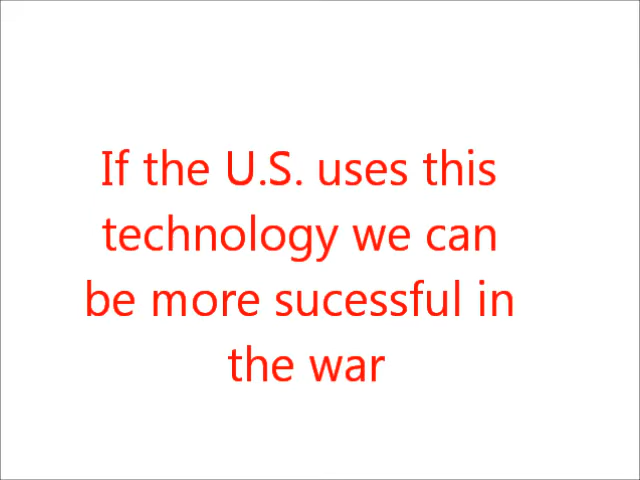 If the U.S. uses this
technology we can
be more sucessful in
the war